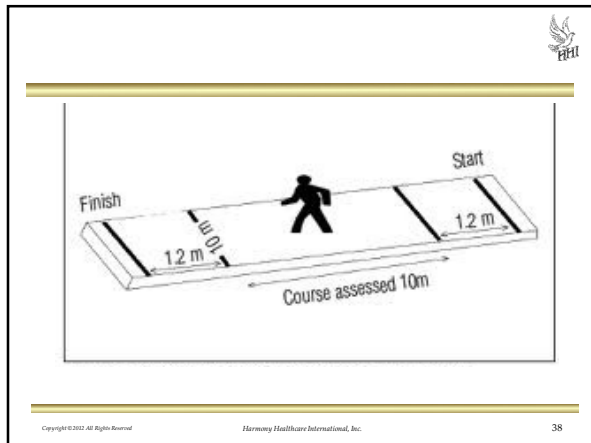 HHI
Start
Finish
1.2 m
10 m
1.2 m
Course assessed 10m
Copyright © 2012 All Rights Reserved
Harmony Healthcare International, Inc.
38